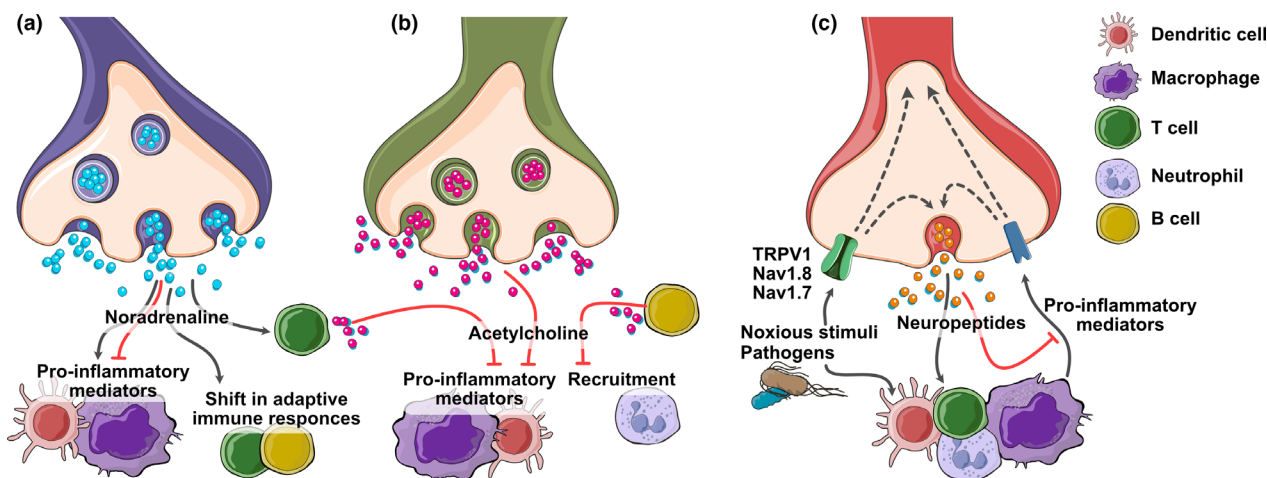 (a)
Noradrenaline
Pro-inflammatory
mediators
Shift in adaptive
immune responces
(b)
Acetylcholine
Pro-inflammatory
mediators
Recruitment
(c)
TRPV1
Nav1.8
Nav1.7
Noxious stimuli
Pathogens
Neuropeptides
Pro-inflammatory
mediators
Dendritic cell
Macrophage
T cell
Neutrophil
B cell